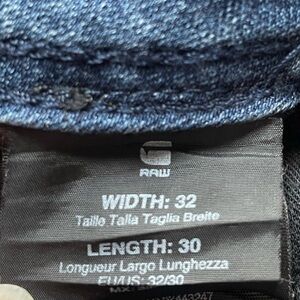 RAW
WIDTH: 32
Taille Talla Taglia Breite
LENGTH: 30
Longueur Largo Lunghezza
EU/US: 32/30